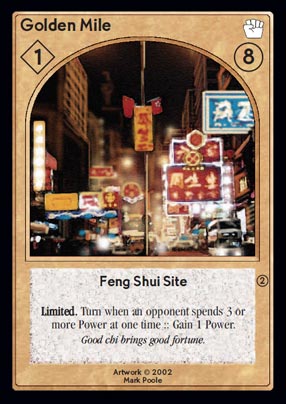 Golden Mile
1
8
Feng Shui Site
②
Limited. Turn when an opponent spends 3 or
more Power at one time :: Gain 1 Power.
Good chi brings good fortune.
Artwork © 2002
Mark Poole